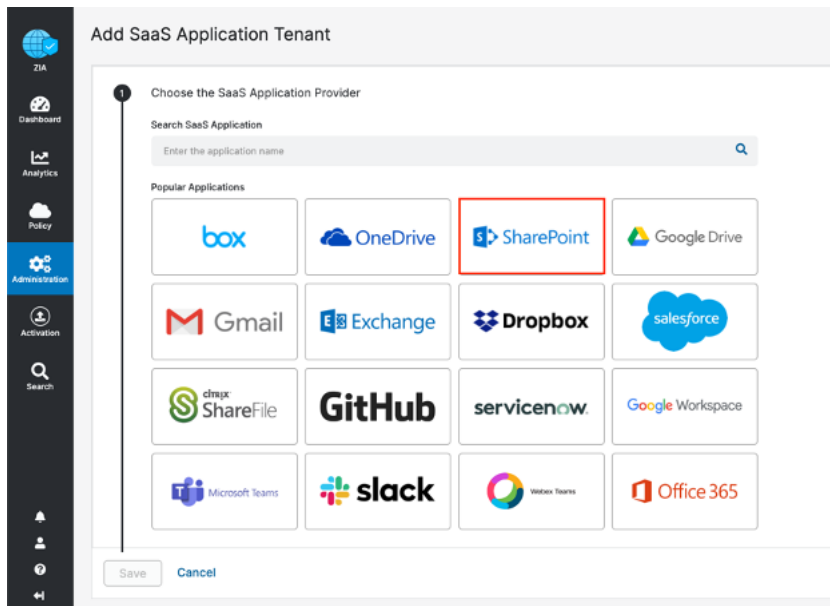 Add SaaS Application Tenant
ZIA
Dashboard
Analytics
Policy
Administration
Activation
Search
1
Choose the SaaS Application Provider
Search SaaS Application
Enter the application name
Popular Applications
box
OneDrive
S SharePoint
Google Drive
Gmail
E Exchange
Dropbox
salesforce
citrix
ShareFile
GitHub
servicenow.
Google Workspace
Microsoft Teams
slack
Webex Teams
Office 365
Save
Cancel